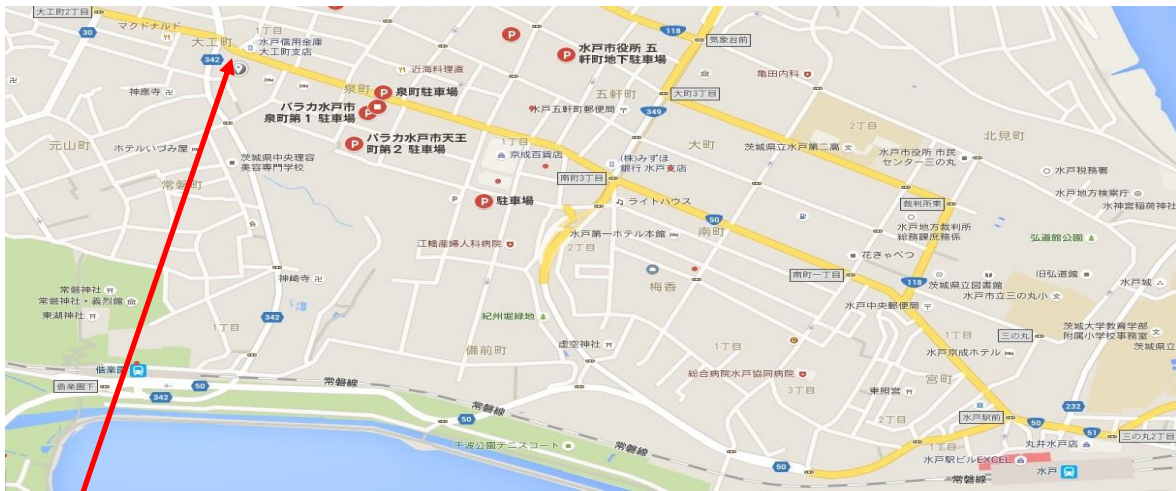 大工町2丁目
マクドナルド
1丁目
大工町
30
342
水戸信用金庫
大工町支店
神應寺
近海料理直
泉町
泉町駐車場
パラカ水戸市
泉町第1 駐車場
パラカ水戸市天王
町第2 駐車場
元山町
ホテルいづみ屋
茨城県中央理容
美容専門学校
常磐町
水戸市役所 五
軒町地下駐車場
118
気象台前
五軒町
水戸五軒町郵便局
349
大町3丁目
亀田内科
大町
2丁目
北見町
茨城県立水戸第二高
水戸市役所 市民
センター三の丸
水戸税務署
水戸地方検察庁
水神宮稲荷神社
1丁目
京成百貨店
(株)みずほ
銀行 水戸支店
南町3丁目
P
駐車場
ライトハウス
50
裁判所東
水戸地方裁判所
総務課庶務係
弘道館公園
江幡産婦人科病院
水戸第一ホテル本館
2丁目
南町
花きゃべつ
南町一丁目
118
茨城県立図書館
旧弘道館
水戸城
水戸市立三の丸小
梅香
水戸中央郵便局
神崎寺
常磐神社
常磐神社・義烈館
東湖神社
342
1丁目
紀州堀緑地
備前町
虚空神社
1丁目
三の丸
茨城大学教育学部
附属小学校事務室
茨城県立
水戸京成ホテル
宮町
総合病院水戸協同病院
3丁目
東照宮
偕楽園
偕楽園下
50
常磐線
342
常磐線
50
2丁目
水戸駅前
232
50
51
三の丸2丁目
丸井水戸店
千波公園テニスコート
常磐線
50
水戸駅ビルEXCEL
水戸
常磐線